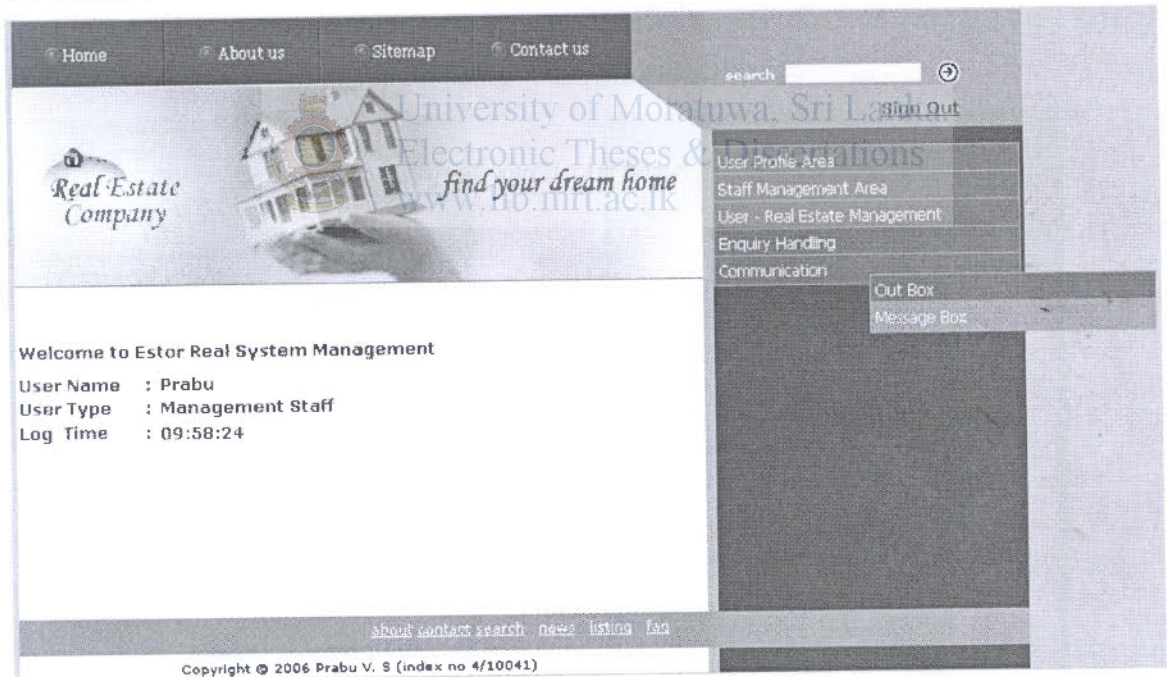 Home About us Sitemap Contact us
search
Sign Out
University of Moratuwa, Sri Lanka.
Electronic Theses & Dissertations
www.lib.mrt.ac.lk
Real Estate
Company
find your dream home
User Profile Area
Staff Management Area
User - Real Estate Management
Enquiry Handling
Communication
Out Box
Message Box
Welcome to Estor Real System Management
User Name : Prabu
User Type : Management Staff
Log Time : 09:58:24
about contact search news listing faq
Copyright © 2006 Prabu V. S (index no 4/10041)